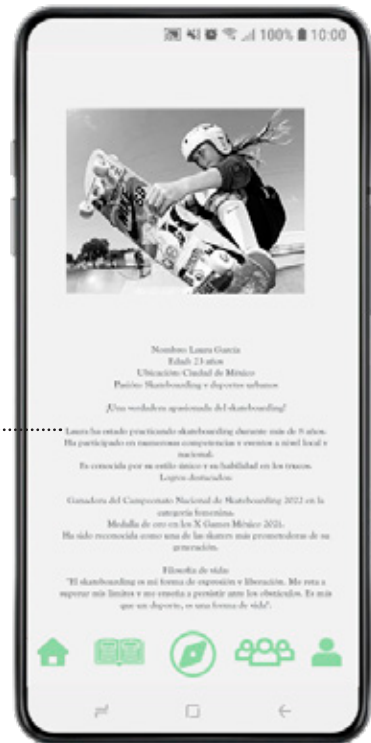 100% 10:00
Nombre: Laura García
Edad: 23 años
Ubicación: Ciudad de México
Pasión: Skateboarding y deportes urbanos
¡Una verdadera apasionada del skateboarding!
Laura ha estado practicando skateboarding durante más de 8 años.
Ha participado en numerosas competencias y eventos a nivel local y
nacional.
Es conocida por su estilo único y su habilidad en los trucos.
Logros destacados:
Ganadora del Campeonato Nacional de Skateboarding 2022 en la
categoría femenina.
Medalla de oro en los X Games México 2021.
Ha sido reconocida como una de las skaters más prometedoras de su
generación.
Filosofía de vida:
"El skateboarding es mi forma de expresión y liberación. Me reta a
superar mis límites y me enseña a persistir ante los obstáculos. Es más
que un deporte, es una forma de vida".